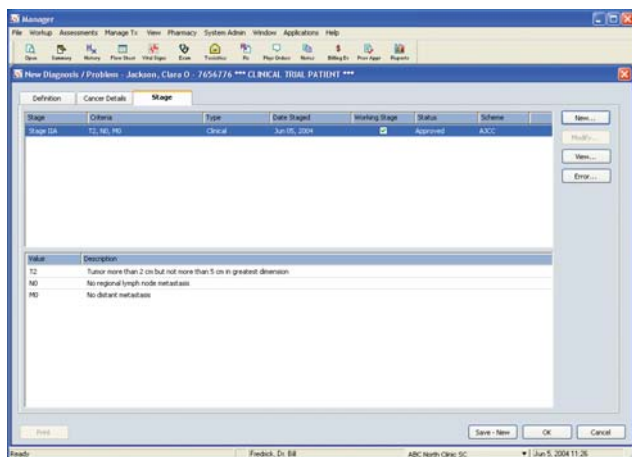 Manager
File Workup Assessments Manage Tx View Pharmacy System Admin Window Applications Help
Open Summary History Flow Sheet Vital Signs Exam Toxicities Rx Phys Orders Notes Billing Ex Prior Appr Reports
New Diagnosis / Problem - Jackson, Clara O - 7656776 *** CLINICAL TRIAL PATIENT ***
Definition Cancer Details Stage
Stage Criteria Type Date Staged Working Stage Status Scheme New...
Stage IIA T2, N0, M0 Clinical Jun 05, 2004 Approved AJCC Modify...
View...
Error...
Value Description
T2 Tumor more than 2 cm but not more than 5 cm in greatest dimension
N0 No regional lymph node metastasis
M0 No distant metastasis
Print Save - New OK Cancel
Ready Fredrick, Dr. Bill ABC North Clinic SC Jun 5, 2004 11:26